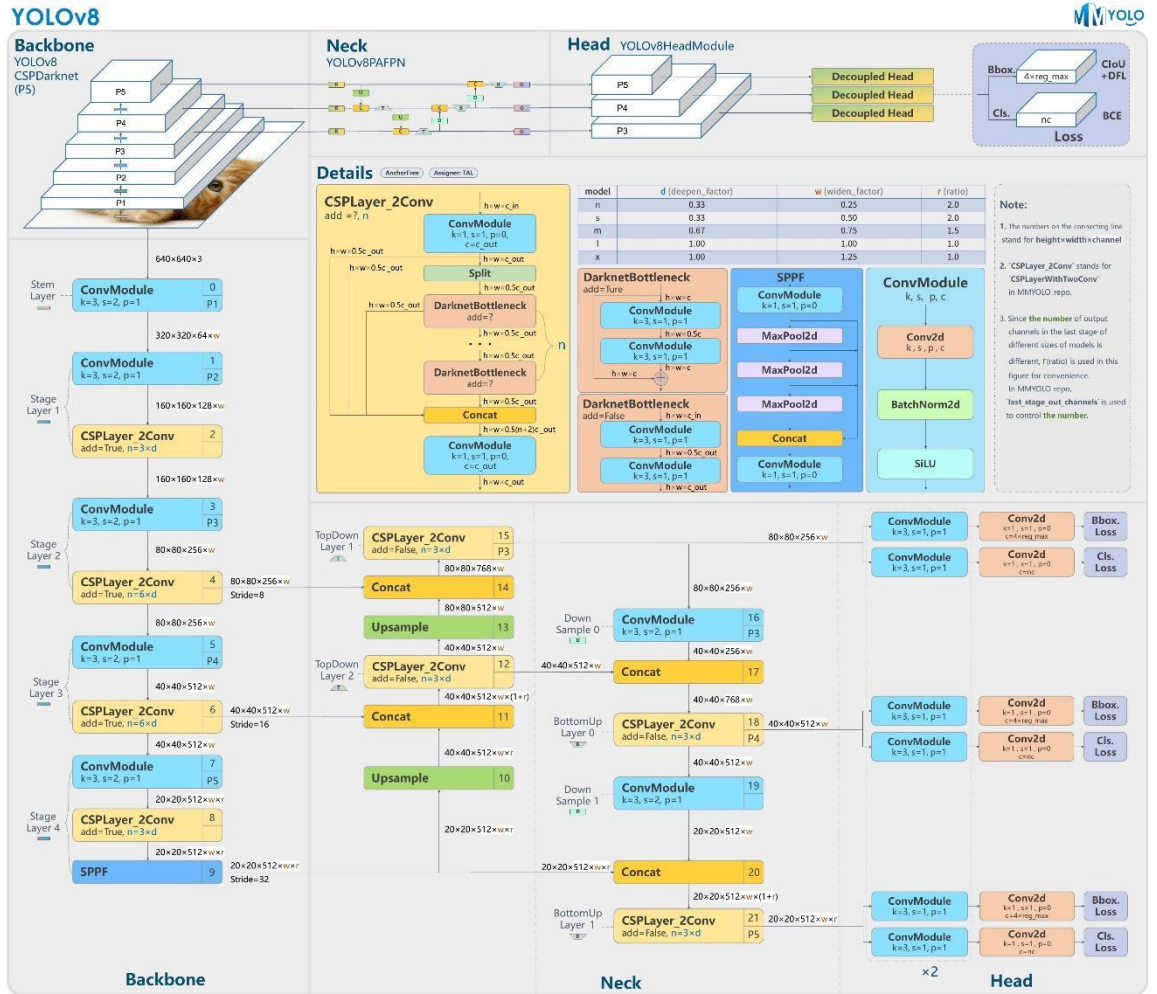 YOLOv8
MMYOLO
Backbone
YOLOv8
CSPDarknet
(P5)
P5
P4
P3
P2
P1
Neck
YOLOv8PAFPN
R
U
C
T
C
B
O
D
R
C
T
C
B
O
U
D
R
C
T
O
Head YOLOv8HeadModule
P5
P4
P3
Decoupled Head
Decoupled Head
Decoupled Head
Bbox.
4×reg_max
CIoU
+DFL
Cls.
nc
BCE
Loss
Details
AnchorFree
Assigner: TAL
CSPLayer_2Conv
add =?, n
h×w×c_in
ConvModule
k=1, s=1, p=0,
c=c_out
h×w×0.5c_out
h×w×c_out
h×w×0.5c_out
Split
h×w×0.5c_out
h×w×0.5c_out
DarknetBottleneck
add=?
h×w×0.5c_out
. . .
n
h×w×0.5c_out
DarknetBottleneck
add=?
h×w×0.5c_out
Concat
h×w×0.5(n+2)c_out
ConvModule
k=1, s=1, p=0,
c=c_out
h×w×c_out
model d (deepen_factor) w (widen_factor) r (ratio)
n 0.33 0.25 2.0
s 0.33 0.50 2.0
m 0.67 0.75 1.5
l 1.00 1.00 1.0
x 1.00 1.25 1.0
DarknetBottleneck
add=Ture
h×w×c
ConvModule
k=3, s=1, p=1
h×w×0.5c
ConvModule
k=3, s=1, p=1
h×w×c
h×w×c
+
DarknetBottleneck
add=False
h×w×c_in
ConvModule
k=3, s=1, p=1
h×w×0.5c_out
ConvModule
k=3, s=1, p=1
h×w×c_out
SPPF
ConvModule
k=1, s=1, p=0
MaxPool2d
MaxPool2d
MaxPool2d
Concat
ConvModule
k=1, s=1, p=0
ConvModule
k, s, p, c
Conv2d
k, s, p, c
BatchNorm2d
SiLU
Note:
1. The numbers on the connecting line
stand for height×width×channel
2. `CSPLayer_2Conv` stands for
`CSPLayerWithTwoConv`
in MMYOLO repo.
3. Since the number of output
channels in the last stage of
different sizes of models is
different, r(ratio) is used in this
figure for convenience.
In MMYOLO repo,
`last_stage_out_channels` is used
to control the number.
640×640×3
Stem
Layer
ConvModule 0
k=3, s=2, p=1 P1
320×320×64×w
ConvModule 1
k=3, s=2, p=1 P2
Stage
Layer 1
160×160×128×w
CSPLayer_2Conv 2
add=True, n=3×d
160×160×128×w
ConvModule 3
k=3, s=2, p=1 P3
Stage
Layer 2
80×80×256×w
CSPLayer_2Conv 4
add=True, n=6×d
80×80×256×w
Stride=8
80×80×256×w
ConvModule 5
k=3, s=2, p=1 P4
Stage
Layer 3
40×40×512×w
CSPLayer_2Conv 6
add=True, n=6×d
40×40×512×w
Stride=16
40×40×512×w
ConvModule 7
k=3, s=2, p=1 P5
20×20×512×w×r
Stage
Layer 4
CSPLayer_2Conv 8
add=True, n=3×d
20×20×512×w×r
SPPF 9
20×20×512×w×r
Stride=32
Backbone
TopDown
Layer 1
T
CSPLayer_2Conv 15
add=False, n=3×d P3
80×80×768×w
Concat 14
80×80×512×w
Upsample 13
40×40×512×w
TopDown
Layer 2
T
CSPLayer_2Conv 12
add=False, n=3×d
40×40×512×w
40×40×512×w×(1+r)
Concat 11
40×40×512×w×r
Upsample 10
20×20×512×w×r
80×80×256×w
80×80×256×w
Down
Sample 0
D
ConvModule 16
k=3, s=2, p=1 P3
40×40×256×w
Concat 17
40×40×768×w
BottomUp
Layer 0
B
CSPLayer_2Conv 18
add=False, n=3×d P4
40×40×512×w
40×40×512×w
Down
Sample 1
D
ConvModule 19
k=3, s=2, p=1
20×20×512×w
20×20×512×w×r
Concat 20
20×20×512×w×(1+r)
BottomUp
Layer 1
B
CSPLayer_2Conv 21
add=False, n=3×d P5
20×20×512×w×r
Neck
ConvModule
k=3, s=1, p=1
Conv2d
k=1, s=1, p=0
c=4×reg_max
Bbox.
Loss
ConvModule
k=3, s=1, p=1
Conv2d
k=1, s=1, p=0
c=nc
Cls.
Loss
ConvModule
k=3, s=1, p=1
Conv2d
k=1, s=1, p=0
c=4×reg_max
Bbox.
Loss
ConvModule
k=3, s=1, p=1
Conv2d
k=1, s=1, p=0
c=nc
Cls.
Loss
ConvModule
k=3, s=1, p=1
Conv2d
k=1, s=1, p=0
c=4×reg_max
Bbox.
Loss
ConvModule
k=3, s=1, p=1
Conv2d
k=1, s=1, p=0
c=nc
Cls.
Loss
×2
Head